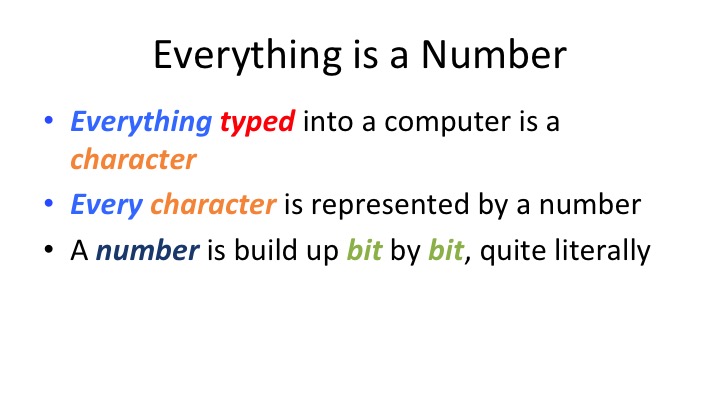 Everything is a Number
• Everything typed into a computer is a
character
• Every character is represented by a number
• A number is build up bit by bit, quite literally